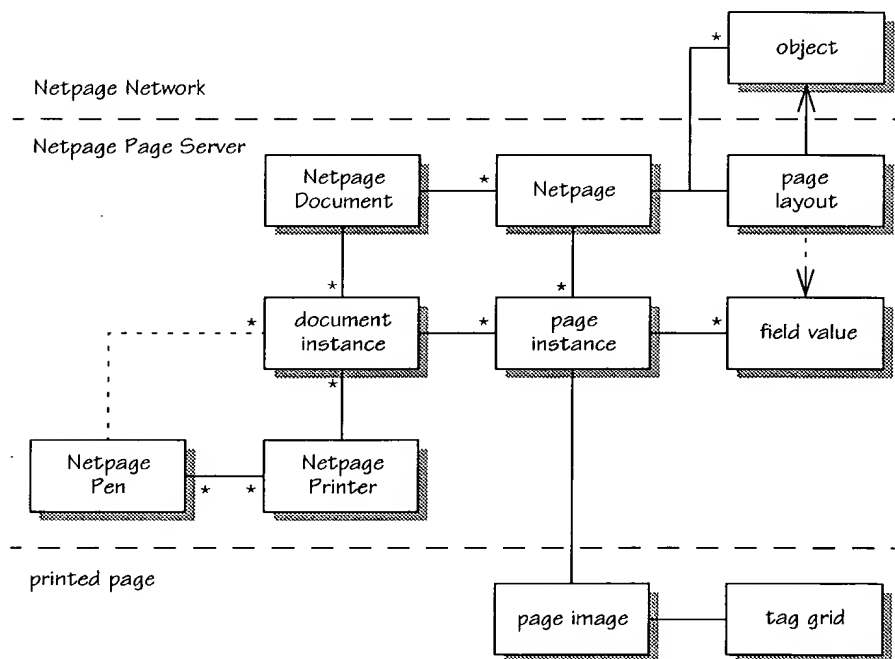 *
object
Netpage Network
Netpage Page Server
Netpage
Document
*
Netpage
page
layout
*
*
*
document
instance
*
page
instance
*
field value
*
Netpage
Pen
*
*
Netpage
Printer
printed page
page image
tag grid